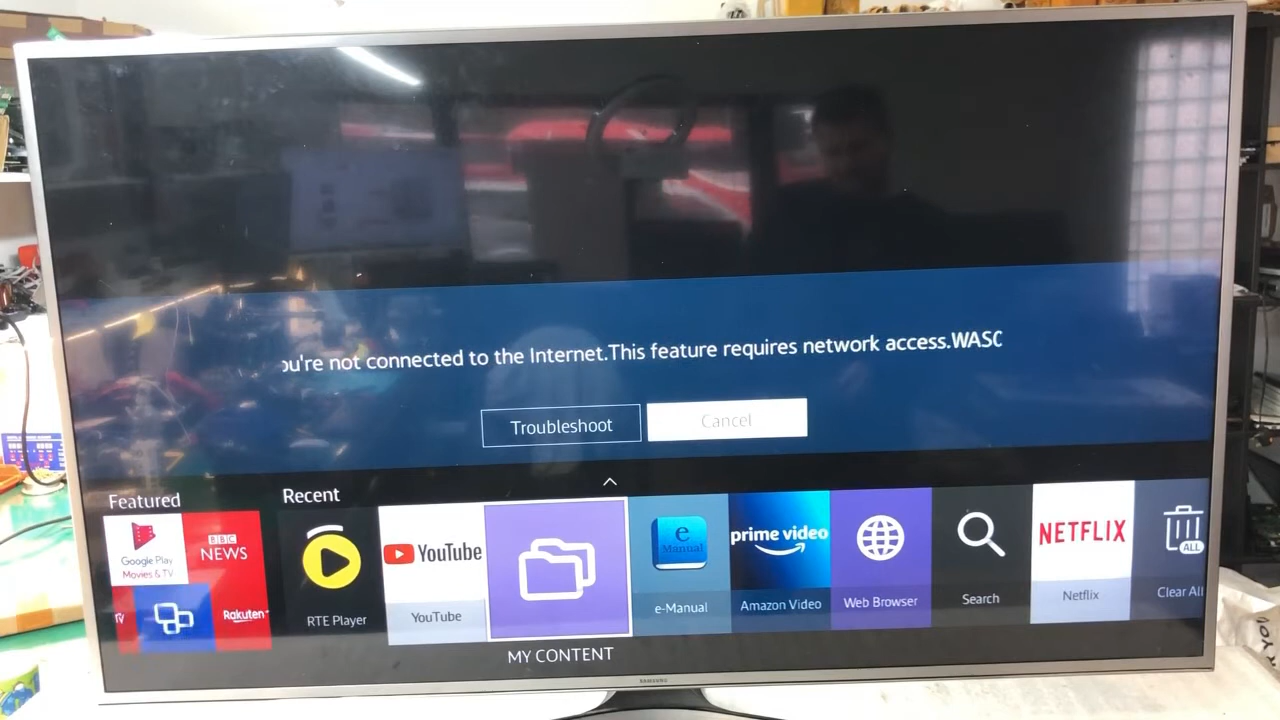 ou're not connected to the Internet.This feature requires network access.WASC
Troubleshoot
Cancel
Featured
Recent
Google Play
Movies & TV
BBC
NEWS
TV
Rakuten
RTE Player
YouTube
YouTube
MY CONTENT
e
Manual
e-Manual
prime video
Amazon Video
Web Browser
Search
NETFLIX
Netflix
ALL
Clear All
SAMSUNG